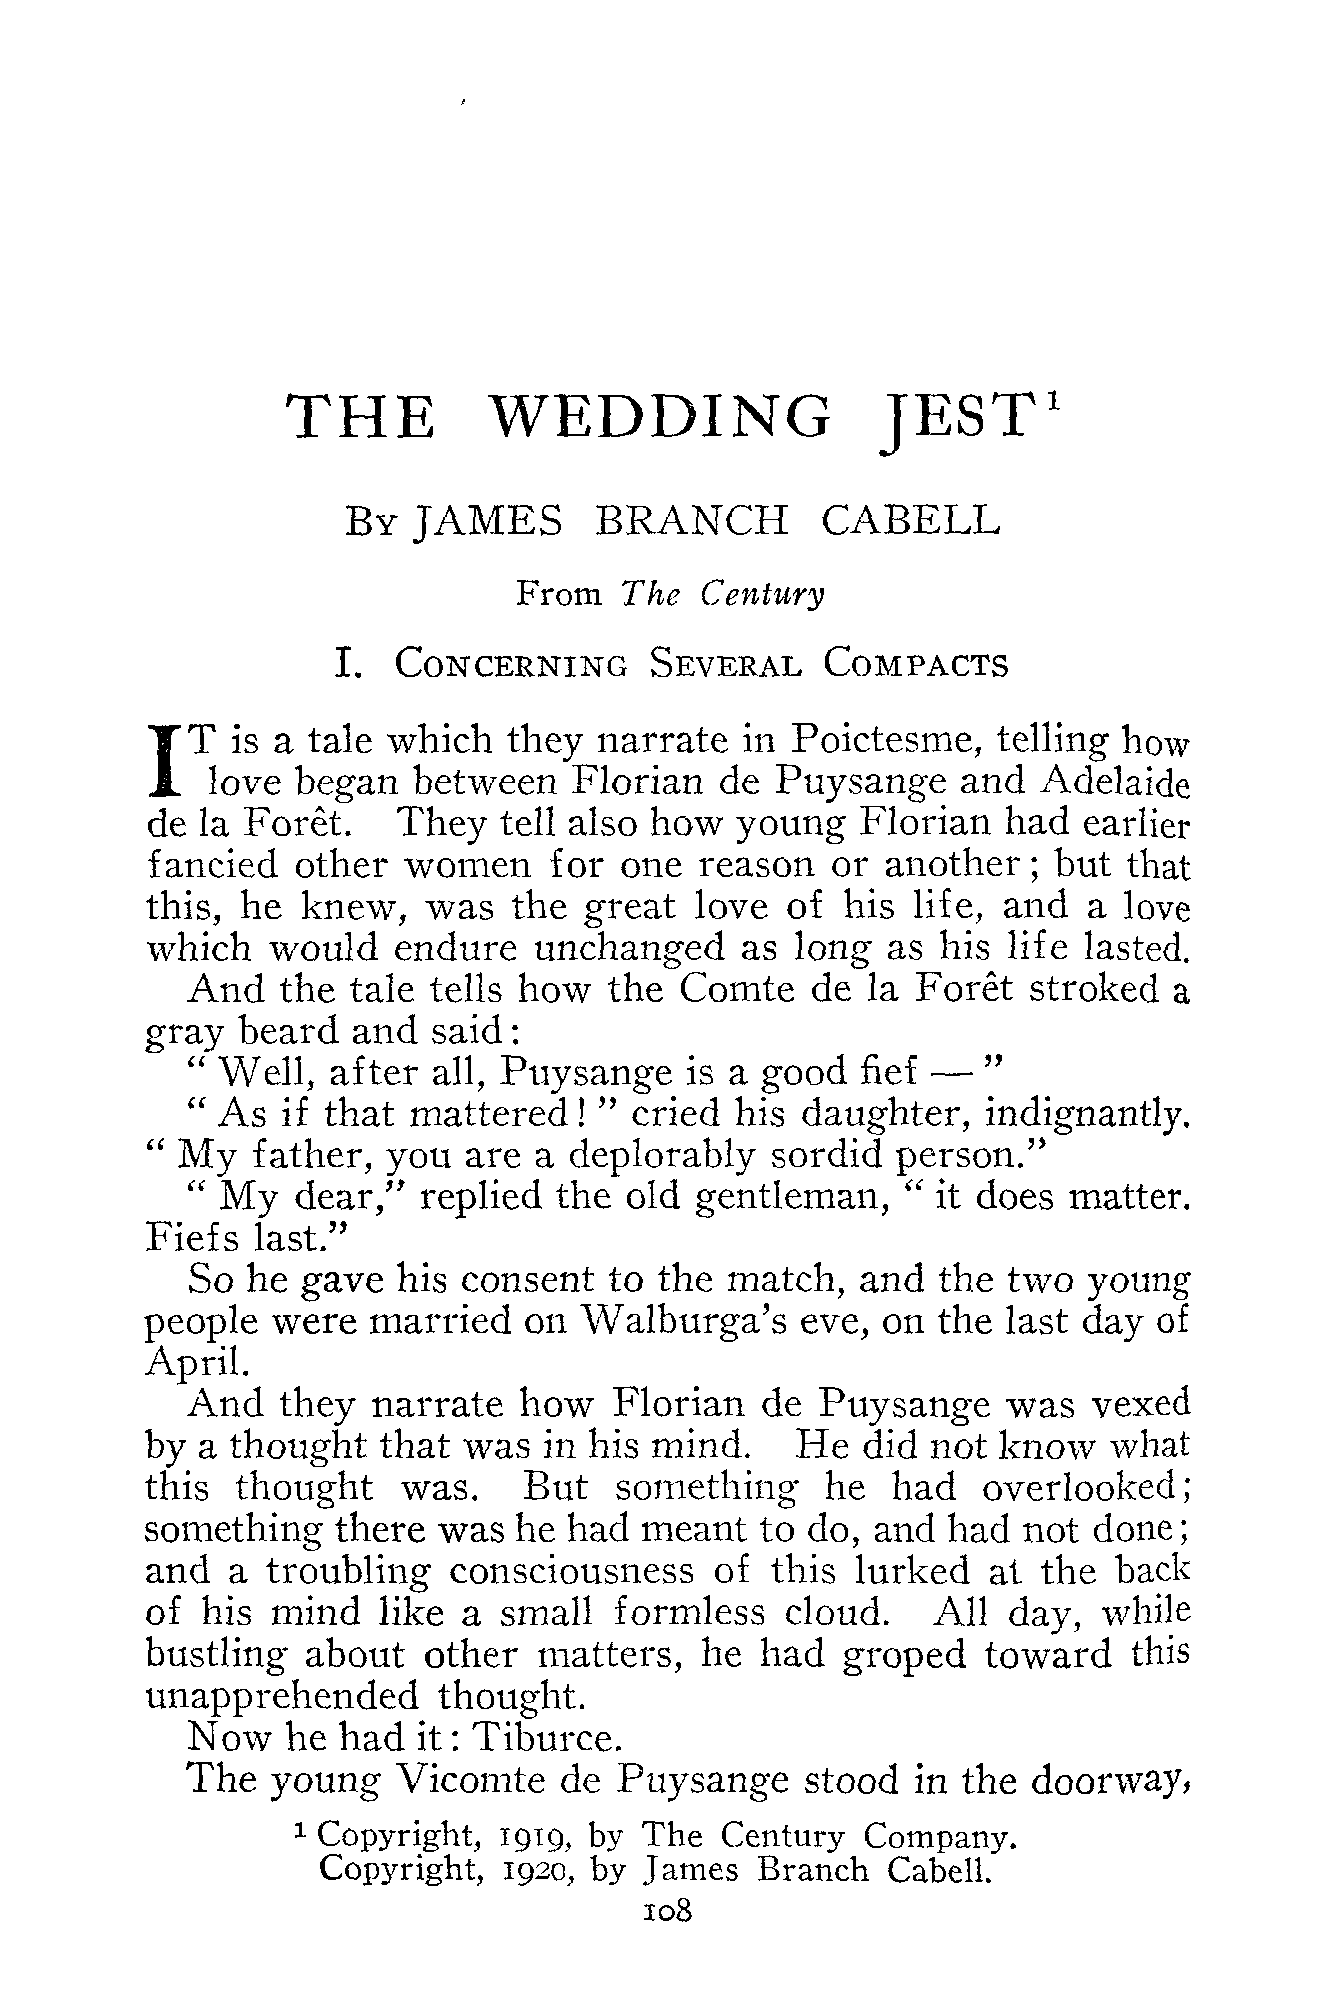 THE WEDDING JEST¹
By JAMES BRANCH CABELL
From The Century
I. Concerning Several Compacts
IT is a tale which they narrate in Poictesme, telling how
love began between Florian de Puysange and Adelaide
de la Forêt. They tell also how young Florian had earlier
fancied other women for one reason or another; but that
this, he knew, was the great love of his life, and a love
which would endure unchanged as long as his life lasted.
And the tale tells how the Comte de la Forêt stroked a
gray beard and said:
"Well, after all, Puysange is a good fief — "
"As if that mattered!" cried his daughter, indignantly.
"My father, you are a deplorably sordid person."
"My dear," replied the old gentleman, "it does matter.
Fiefs last."
So he gave his consent to the match, and the two young
people were married on Walburga's eve, on the last day of
April.
And they narrate how Florian de Puysange was vexed
by a thought that was in his mind. He did not know what
this thought was. But something he had overlooked;
something there was he had meant to do, and had not done;
and a troubling consciousness of this lurked at the back
of his mind like a small formless cloud. All day, while
bustling about other matters, he had groped toward this
unapprehended thought.
Now he had it: Tiburce.
The young Vicomte de Puysange stood in the doorway,
¹ Copyright, 1919, by The Century Company.
Copyright, 1920, by James Branch Cabell.
108